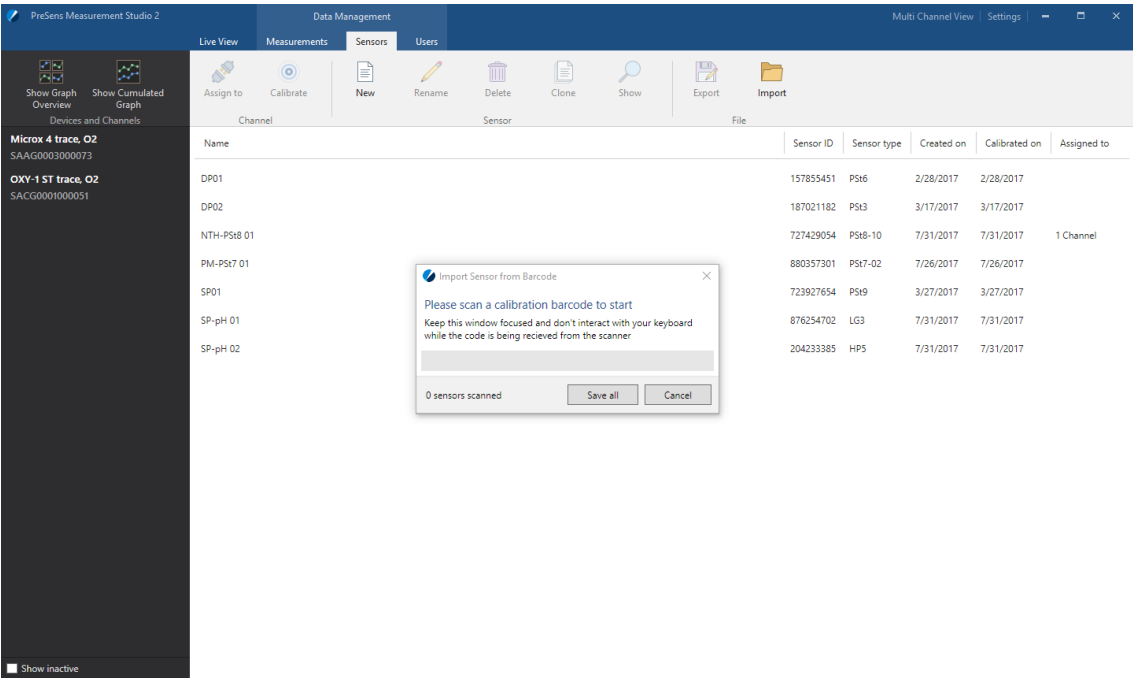 PreSens Measurement Studio 2
Data Management
Multi Channel View | Settings |
Live View Measurements Sensors Users
Show Graph Overview
Show Cumulated Graph
Devices and Channels
Assign to Calibrate
Channel
New Rename Delete Clone Show
Sensor
Export Import
File
Microx 4 trace, O2
SAAG0003000073
OXY-1 ST trace, O2
SACG0001000051
Name Sensor ID Sensor type Created on Calibrated on Assigned to
DP01 157855451 PSt6 2/28/2017 2/28/2017
DP02 187021182 PSt3 3/17/2017 3/17/2017
NTH-PSt8 01 727429054 PSt8-10 7/31/2017 7/31/2017 1 Channel
PM-PSt7 01 880357301 PSt7-02 7/26/2017 7/26/2017
SP01 723927654 PSt9 3/27/2017 3/27/2017
SP-pH 01 876254702 LG3 7/31/2017 7/31/2017
SP-pH 02 204233385 HP5 7/31/2017 7/31/2017
Import Sensor from Barcode
Please scan a calibration barcode to start
Keep this window focused and don't interact with your keyboard
while the code is being recieved from the scanner
0 sensors scanned Save all Cancel
Show inactive